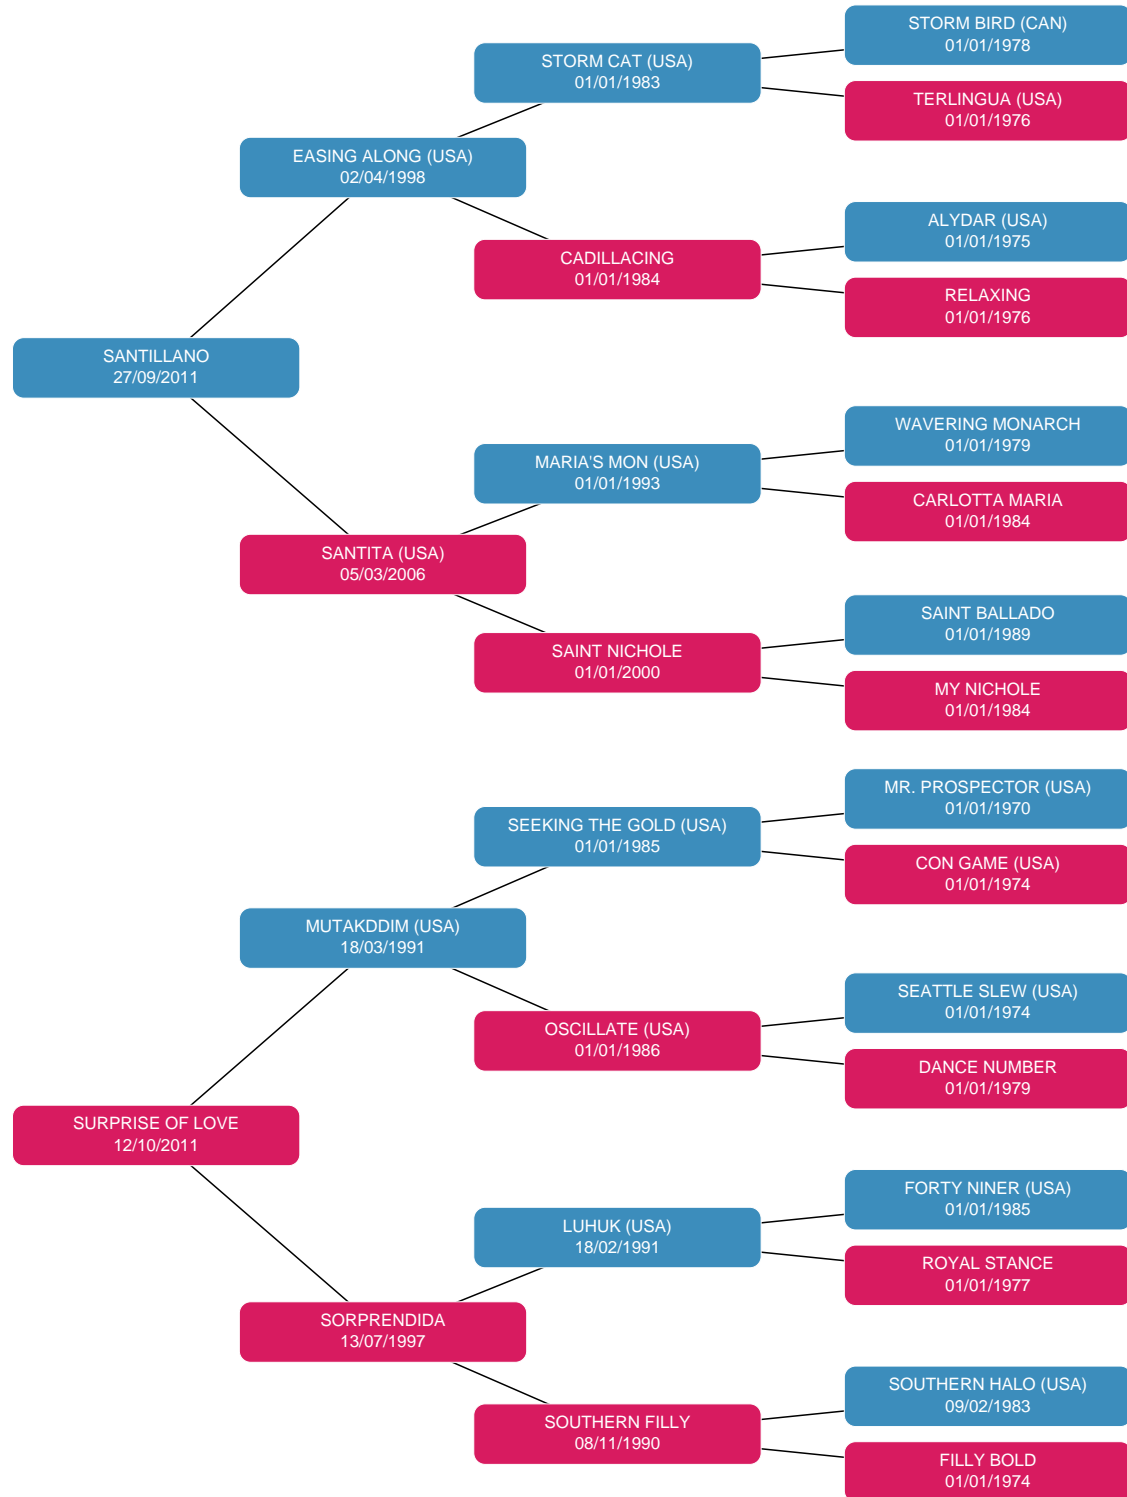 STORM BIRD (CAN)
01/01/1978
STORM CAT (USA)
01/01/1983
TERLINGUA (USA)
01/01/1976
EASING ALONG (USA)
02/04/1998
ALYDAR (USA)
01/01/1975
CADILLACING
01/01/1984
RELAXING
01/01/1976
SANTILLANO
27/09/2011
WAVERING MONARCH
01/01/1979
MARIA'S MON (USA)
01/01/1993
CARLOTTA MARIA
01/01/1984
SANTITA (USA)
05/03/2006
SAINT BALLADO
01/01/1989
SAINT NICHOLE
01/01/2000
MY NICHOLE
01/01/1984
MR. PROSPECTOR (USA)
01/01/1970
SEEKING THE GOLD (USA)
01/01/1985
CON GAME (USA)
01/01/1974
MUTAKDDIM (USA)
18/03/1991
SEATTLE SLEW (USA)
01/01/1974
OSCILLATE (USA)
01/01/1986
DANCE NUMBER
01/01/1979
SURPRISE OF LOVE
12/10/2011
FORTY NINER (USA)
01/01/1985
LUHUK (USA)
18/02/1991
ROYAL STANCE
01/01/1977
SORPRENDIDA
13/07/1997
SOUTHERN HALO (USA)
09/02/1983
SOUTHERN FILLY
08/11/1990
FILLY BOLD
01/01/1974